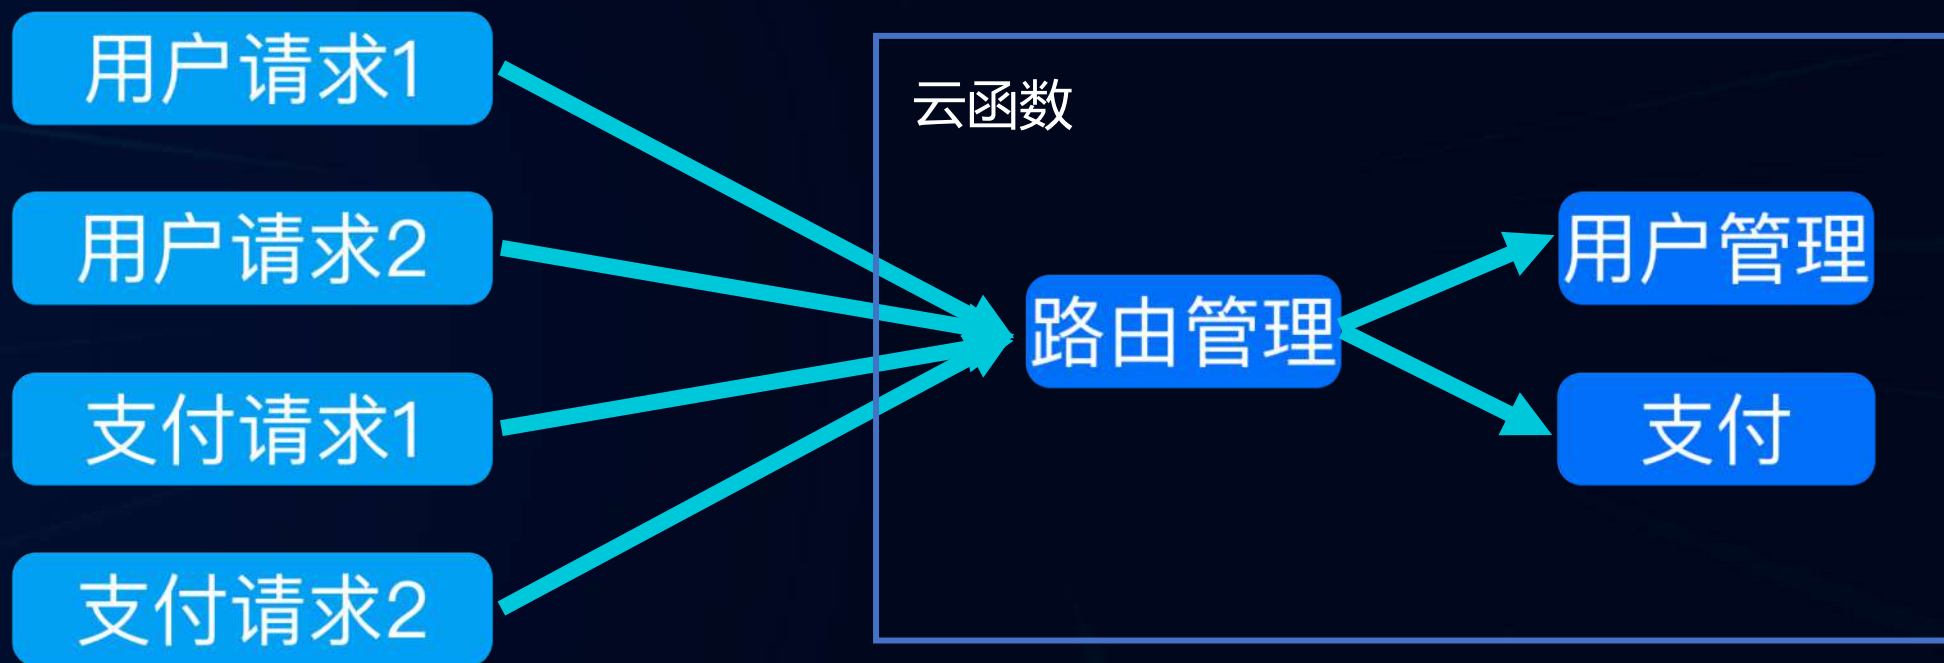 用户请求1
用户请求2
支付请求1
支付请求2
云函数
路由管理
用户管理
支付